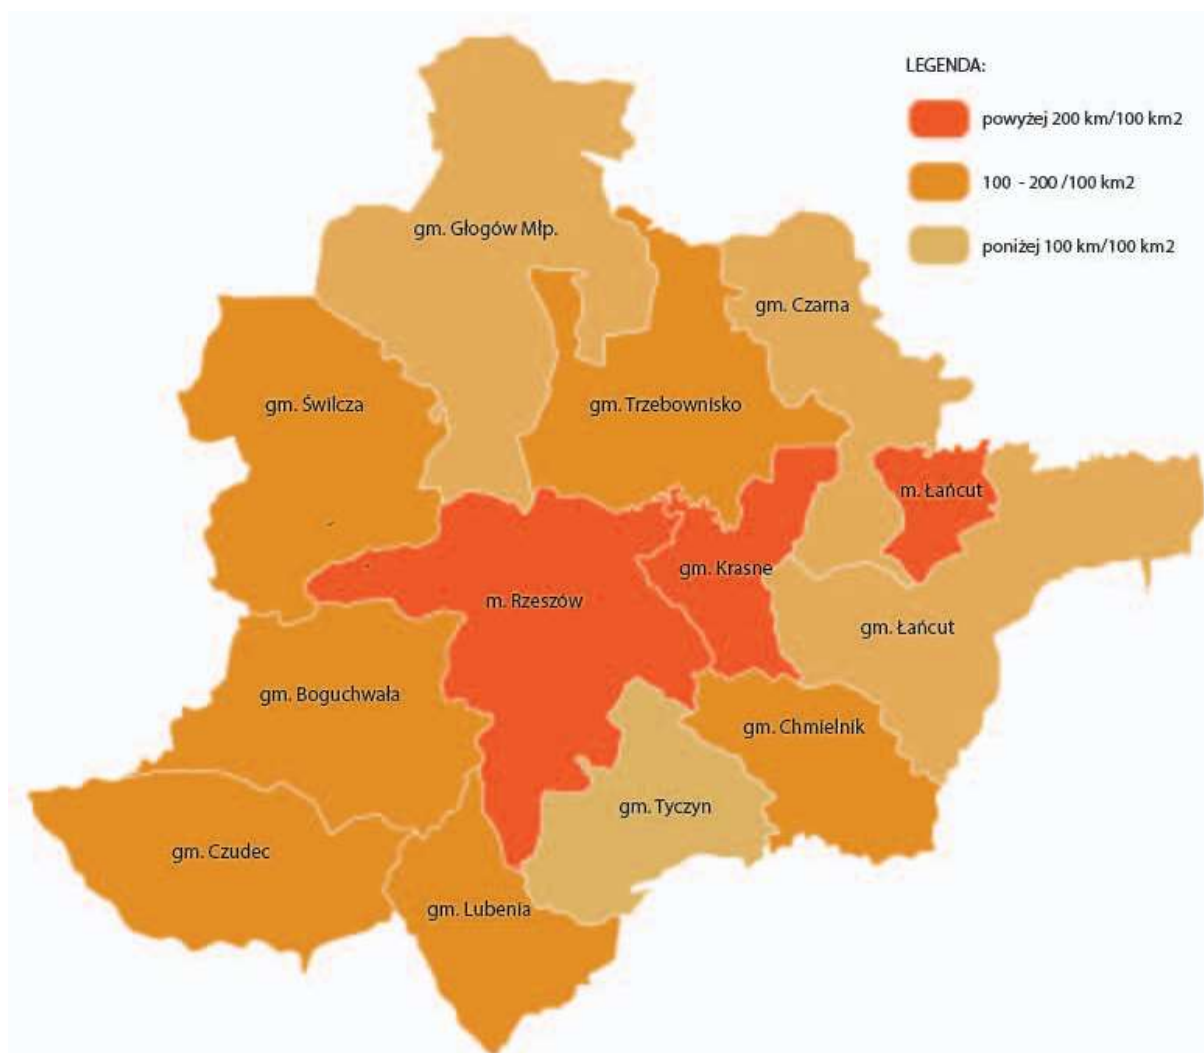 LEGENDA:
powyżej 200 km/100 km2
100 - 200 /100 km2
poniżej 100 km/100 km2
gm. Głogów Młp.
gm. Czarna
gm. Świlcza
gm. Trzebownisko
m. Łańcut
gm. Krasne
m. Rzeszów
gm. Łańcut
gm. Boguchwała
gm. Chmielnik
gm. Tyczyn
gm. Czudec
gm. Lubenia